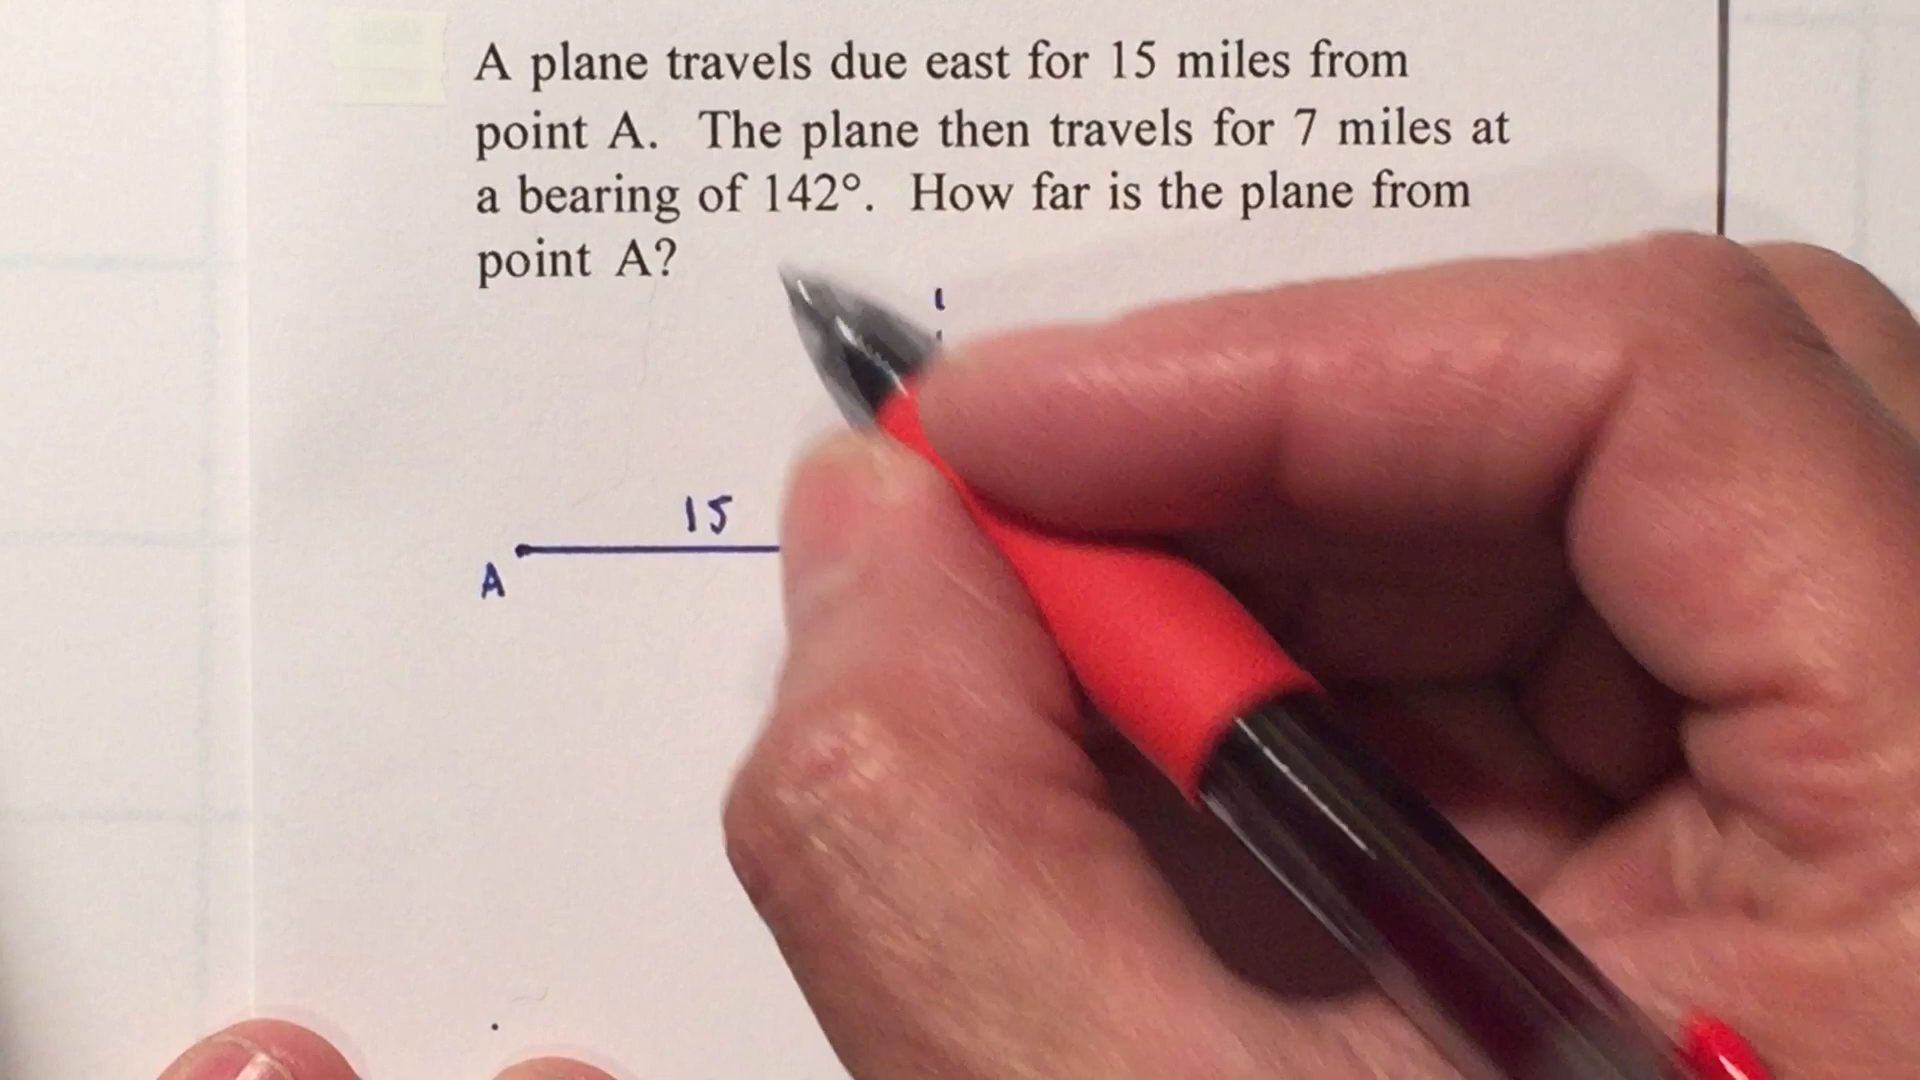 A plane travels due east for 15 miles from
point A. The plane then travels for 7 miles at
a bearing of 142°. How far is the plane from
point A?
15
A